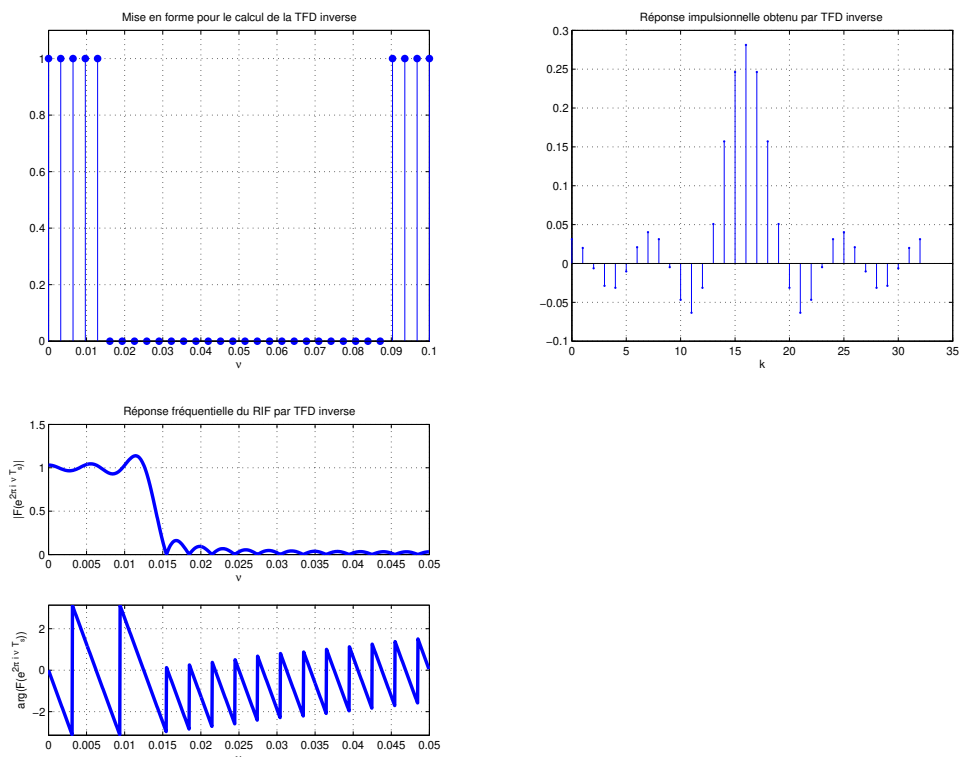 Mise en forme pour le calcul de la TFD inverse
1
0.8
0.6
0.4
0.2
0
0 0.01 0.02 0.03 0.04 0.05 0.06 0.07 0.08 0.09 0.1
ν
Réponse impulsionnelle obtenu par TFD inverse
0.3
0.25
0.2
0.15
0.1
0.05
0
−0.05
−0.1
0 5 10 15 20 25 30 35
k
Réponse fréquentielle du RIF par TFD inverse
|F(e^{2π i ν T_s})|
1.5
1
0.5
0
0 0.005 0.01 0.015 0.02 0.025 0.03 0.035 0.04 0.045 0.05
ν
arg(F(e^{2π i ν T_s}))
2
0
−2
0 0.005 0.01 0.015 0.02 0.025 0.03 0.035 0.04 0.045 0.05